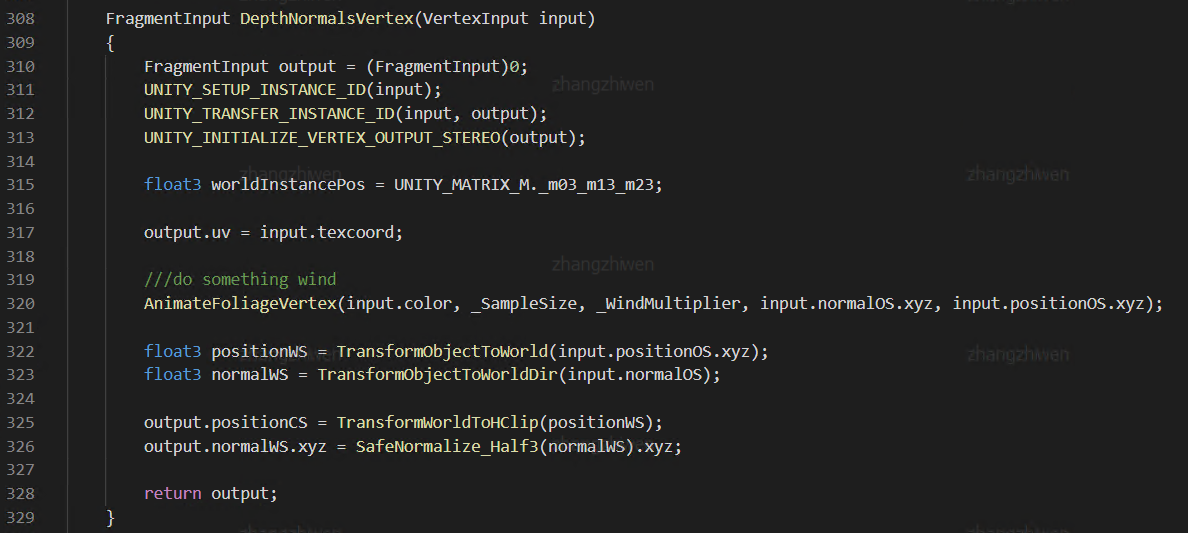 308 FragmentInput DepthNormalsVertex(VertexInput input)
309 {
310 FragmentInput output = (FragmentInput)0;
311 UNITY_SETUP_INSTANCE_ID(input);
312 UNITY_TRANSFER_INSTANCE_ID(input, output);
313 UNITY_INITIALIZE_VERTEX_OUTPUT_STEREO(output);
314
315 float3 worldInstancePos = UNITY_MATRIX_M._m03_m13_m23;
316
317 output.uv = input.texcoord;
318
319 ///do something wind
320 AnimateFoliageVertex(input.color, _SampleSize, _WindMultiplier, input.normalOS.xyz, input.positionOS.xyz);
321
322 float3 positionWS = TransformObjectToWorld(input.positionOS.xyz);
323 float3 normalWS = TransformObjectToWorldDir(input.normalOS);
324
325 output.positionCS = TransformWorldToHClip(positionWS);
326 output.normalWS.xyz = SafeNormalize_Half3(normalWS).xyz;
327
328 return output;
329 }
zhangzhiwen
zhangzhiwen
zhangzhiwen
zhangzhiwen
zhangzhiwen
zhangzhiwen
zhangzhiwen
zhangzhiwen
zhangzhiwen